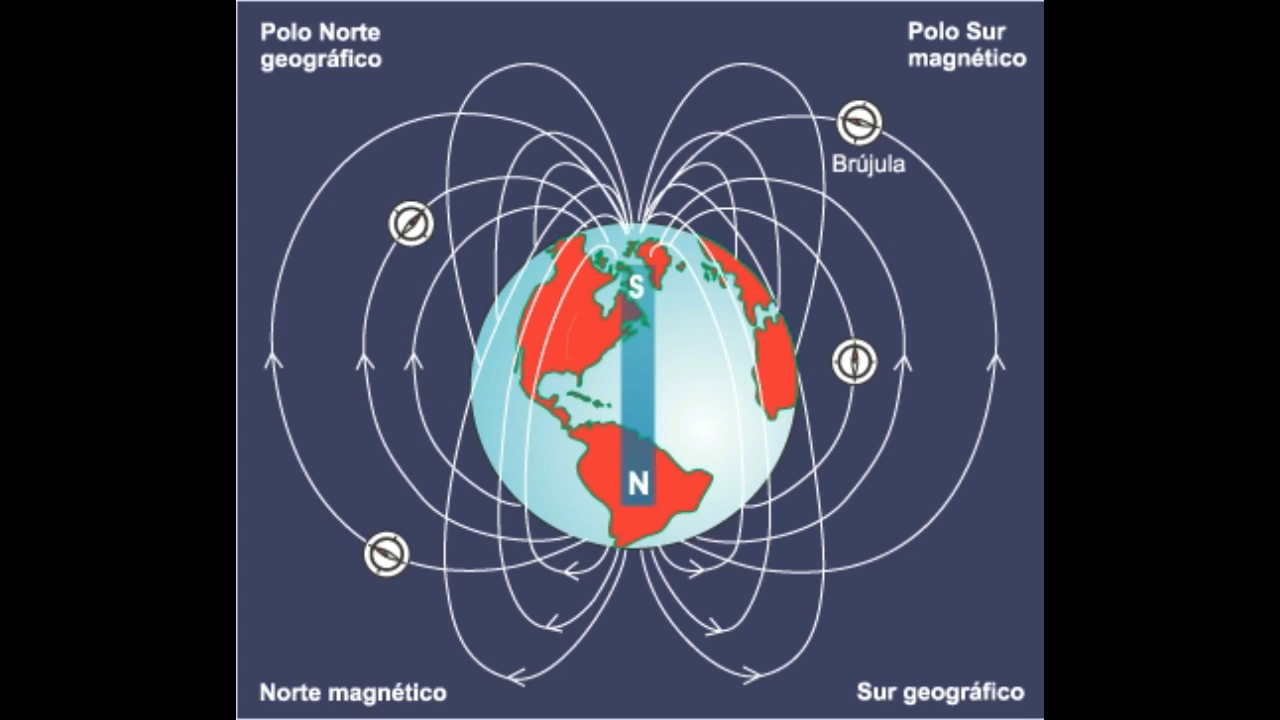 Polo Norte
geográfico
Polo Sur
magnético
Brújula
S
N
Norte magnético
Sur geográfico